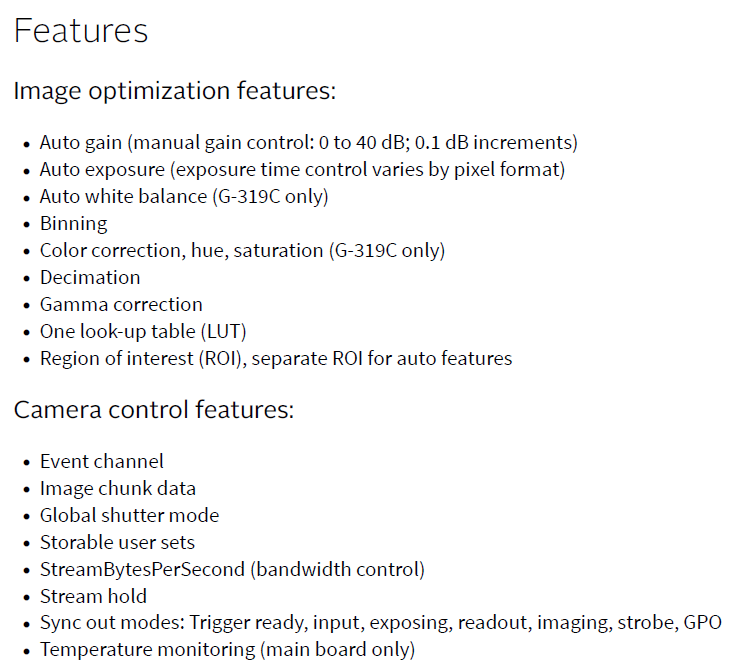 Features
Image optimization features:
• Auto gain (manual gain control: 0 to 40 dB; 0.1 dB increments)
• Auto exposure (exposure time control varies by pixel format)
• Auto white balance (G-319C only)
• Binning
• Color correction, hue, saturation (G-319C only)
• Decimation
• Gamma correction
• One look-up table (LUT)
• Region of interest (ROI), separate ROI for auto features
Camera control features:
• Event channel
• Image chunk data
• Global shutter mode
• Storable user sets
• StreamBytesPerSecond (bandwidth control)
• Stream hold
• Sync out modes: Trigger ready, input, exposing, readout, imaging, strobe, GPO
• Temperature monitoring (main board only)